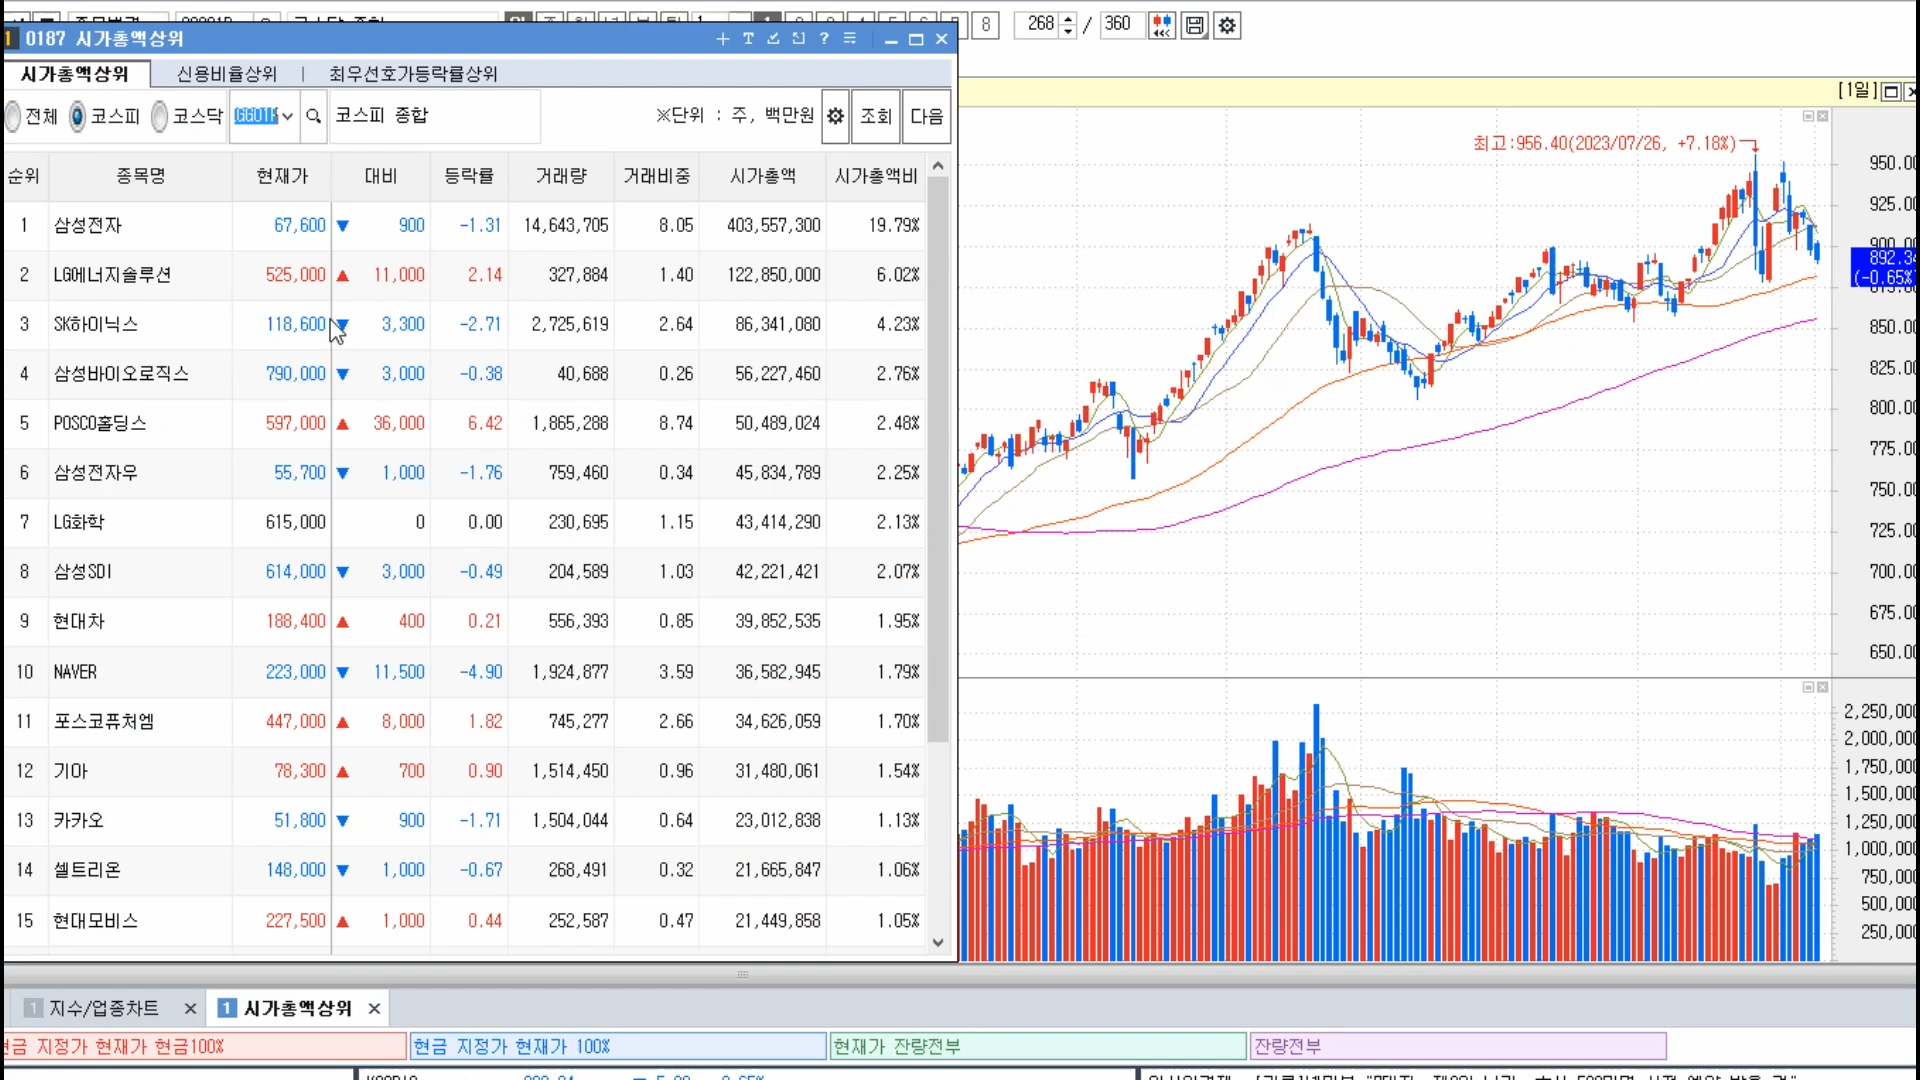 8 268 / 360
1 0187 시가총액상위
시가총액상위 신용비율상위 | 최우선호가등락률상위
전체 코스피 코스닥 코스피 종합 ※단위 : 주, 백만원 조회 다음
순위 종목명 현재가 대비 등락률 거래량 거래비중 시가총액 시가총액비
1 삼성전자 67,600 ▼ 900 -1.31 14,643,705 8.05 403,557,300 19.79%
2 LG에너지솔루션 525,000 ▲ 11,000 2.14 327,884 1.40 122,850,000 6.02%
3 SK하이닉스 118,600 ▼ 3,300 -2.71 2,725,619 2.64 86,341,080 4.23%
4 삼성바이오로직스 790,000 ▼ 3,000 -0.38 40,688 0.26 56,227,460 2.76%
5 POSCO홀딩스 597,000 ▲ 36,000 6.42 1,865,288 8.74 50,489,024 2.48%
6 삼성전자우 55,700 ▼ 1,000 -1.76 759,460 0.34 45,834,789 2.25%
7 LG화학 615,000 0 0.00 230,695 1.15 43,414,290 2.13%
8 삼성SDI 614,000 ▼ 3,000 -0.49 204,589 1.03 42,221,421 2.07%
9 현대차 188,400 ▲ 400 0.21 556,393 0.85 39,852,535 1.95%
10 NAVER 223,000 ▼ 11,500 -4.90 1,924,877 3.59 36,582,945 1.79%
11 포스코퓨처엠 447,000 ▲ 8,000 1.82 745,277 2.66 34,626,059 1.70%
12 기아 78,300 ▲ 700 0.90 1,514,450 0.96 31,480,061 1.54%
13 카카오 51,800 ▼ 900 -1.71 1,504,044 0.64 23,012,838 1.13%
14 셀트리온 148,000 ▼ 1,000 -0.67 268,491 0.32 21,665,847 1.06%
15 현대모비스 227,500 ▲ 1,000 0.44 252,587 0.47 21,449,858 1.05%
[1일]
최고:956.40(2023/07/26, +7.18%)
950.00
925.00
900.00
892.34
(-0.65%)
850.00
825.00
800.00
775.00
750.00
725.00
700.00
675.00
650.00
2,250,000
2,000,000
1,750,000
1,500,000
1,250,000
1,000,000
750,000
500,000
250,000
1 지수/업종차트 1 시가총액상위
현금 지정가 현재가 현금100% 현금 지정가 현재가 100% 현재가 잔량전부 잔량전부